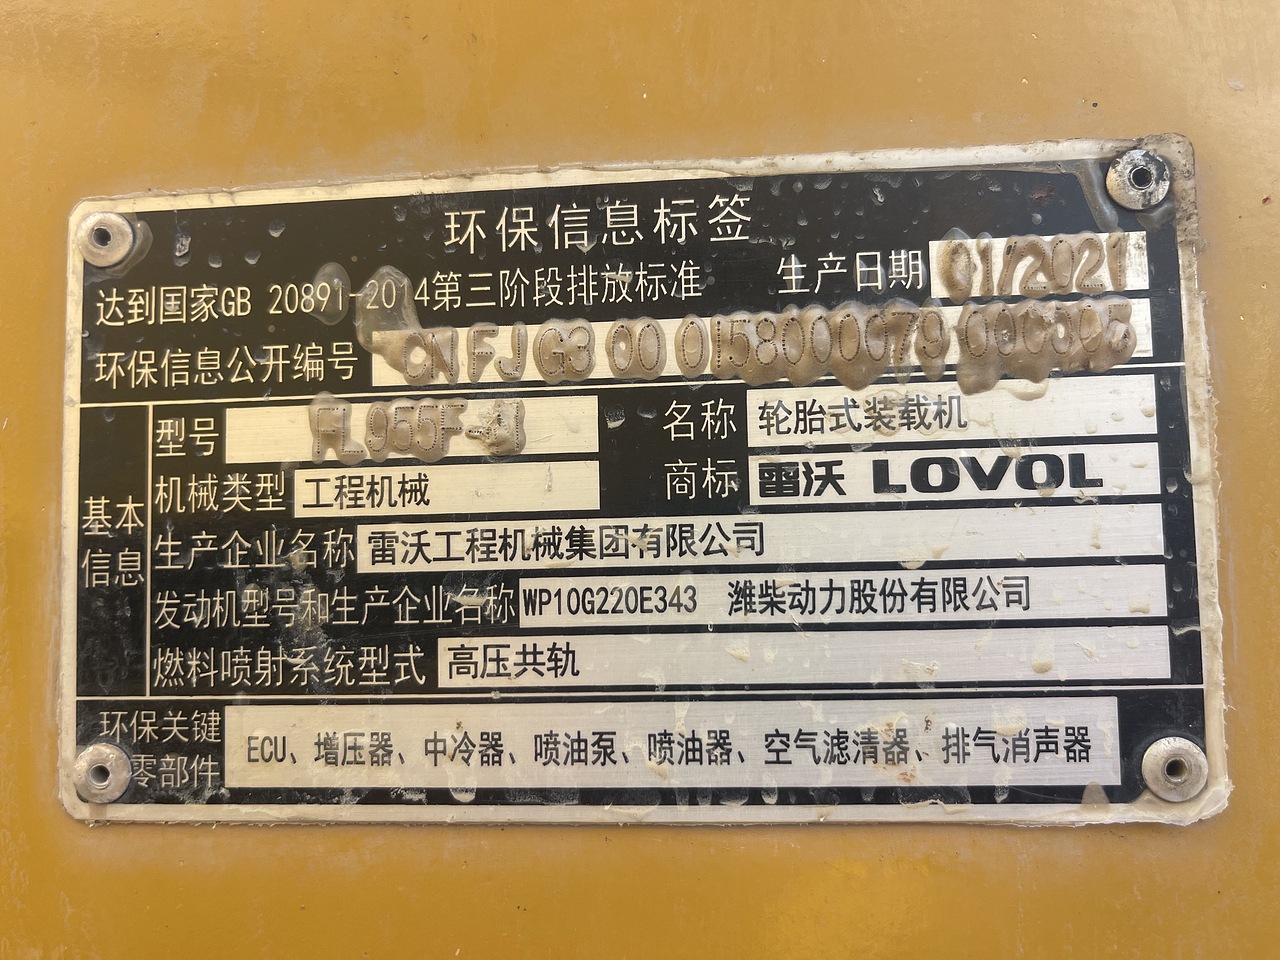 环保信息标签
达到国家GB 20891-2014第三阶段排放标准 生产日期 01/2021
环保信息公开编号 CN FJ G3 00 0158000079 000005
基本信息
型号 FL955F-N 名称 轮胎式装载机
机械类型 工程机械 商标 雷沃 LOVOL
生产企业名称 雷沃工程机械集团有限公司
发动机型号和生产企业名称 WP10G220E343 潍柴动力股份有限公司
燃料喷射系统型式 高压共轨
环保关键零部件 ECU、增压器、中冷器、喷油泵、喷油器、空气滤清器、排气消声器